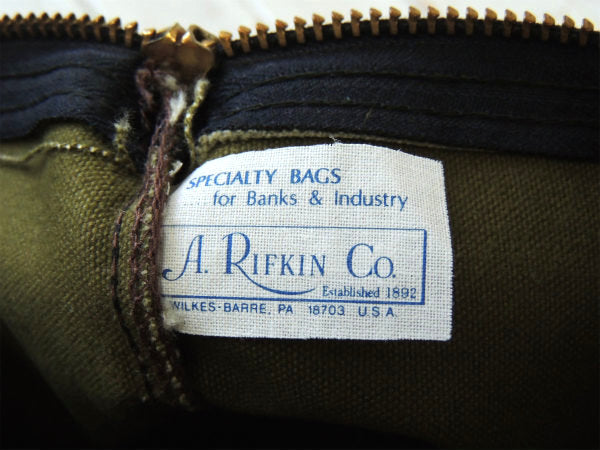 SPECIALTY BAGS
.... for Banks & Industry
A. RIFKIN CO.
Established 1892
WILKES-BARRE, PA 18703 U.S.A.